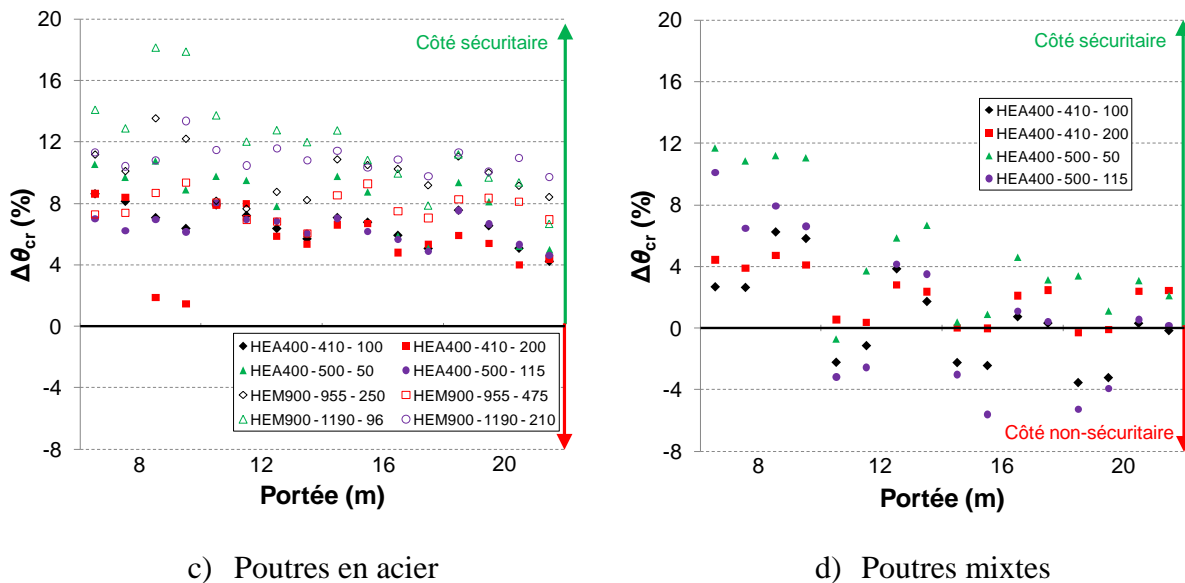 20
16
12
8
4
0
-4
-8
Δθcr (%)
Côté sécuritaire
HEA400-410-100
HEA400-410-200
HEA400-500-50
HEA400-500-115
HEM900-955-250
HEM900-955-475
HEM900-1190-96
HEM900-1190-210
8 12 16 20
Portée (m)
c) Poutres en acier
20
16
12
8
4
0
-4
-8
Δθcr (%)
Côté sécuritaire
HEA400-410-100
HEA400-410-200
HEA400-500-50
HEA400-500-115
Côté non-sécuritaire
8 12 16 20
Portée (m)
d) Poutres mixtes